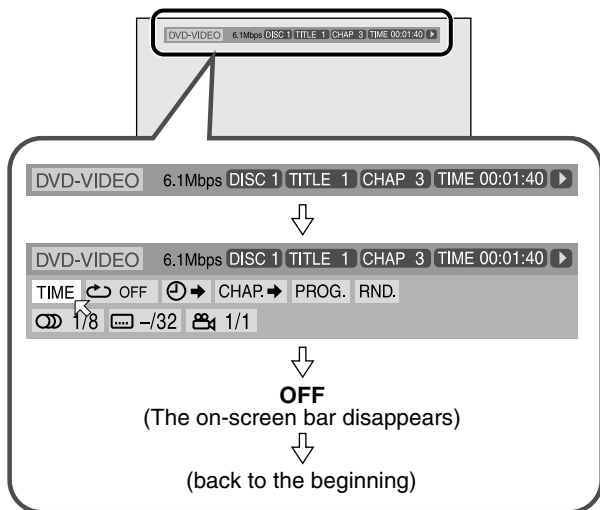 DVD-VIDEO 6.1Mbps DISC 1 TITLE 1 CHAP 3 TIME 00:01:40
DVD-VIDEO 6.1Mbps DISC 1 TITLE 1 CHAP 3 TIME 00:01:40
DVD-VIDEO 6.1Mbps DISC 1 TITLE 1 CHAP 3 TIME 00:01:40
TIME OFF CHAP. PROG. RND.
1/8 –/32 1/1
OFF
(The on-screen bar disappears)
(back to the beginning)